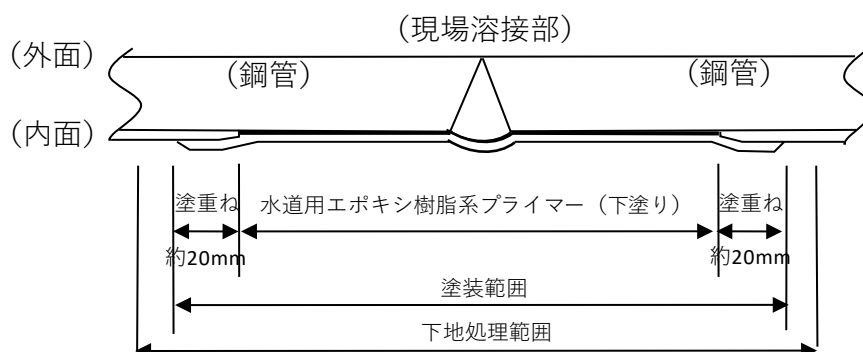 （現場溶接部）
（外面）
（鋼管）
（鋼管）
（内面）
塗重ね
水道用エポキシ樹脂系プライマー（下塗り）
塗重ね
約20mm
約20mm
塗装範囲
下地処理範囲